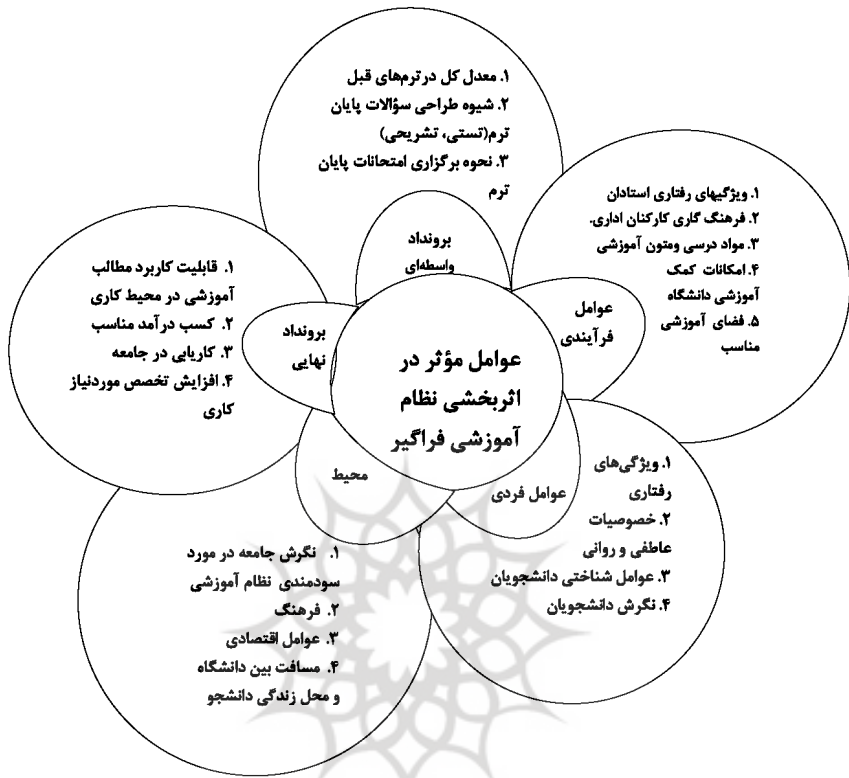 ۱. معدل کل در ترم‌های قبل
۲. شیوه طراحی سؤالات پایان
ترم(تستی، تشریحی)
۳. نحوه برگزاری امتحانات پایان
ترم
برونداد
واسطه‌ای
۱. ویژگیهای رفتاری استادان
۲. فرهنگ گاری کارکنان اداری.
۳. مواد درسی ومتون آموزشی
۴. امکانات کمک
آموزشی دانشگاه
۵. فضای آموزشی
مناسب
عوامل
فرآیندی
۱. ویژگی‌های
رفتاری
۲. خصوصیات
عاطفی و روانی
۳. عوامل شناختی دانشجویان
۴. نگرش دانشجویان
عوامل فردی
۱. نگرش جامعه در مورد
سودمندی نظام آموزشی
۲. فرهنگ
۳. عوامل اقتصادی
۴. مسافت بین دانشگاه
و محل زندگی دانشجو
محیط
۱. قابلیت کاربرد مطالب
آموزشی در محیط کاری
۲. کسب درآمد مناسب
۳. کاریابی در جامعه
۴. افزایش تخصص موردنیاز
کاری
برونداد
نهایی
عوامل مؤثر در
اثربخشی نظام
آموزشی فراگیر